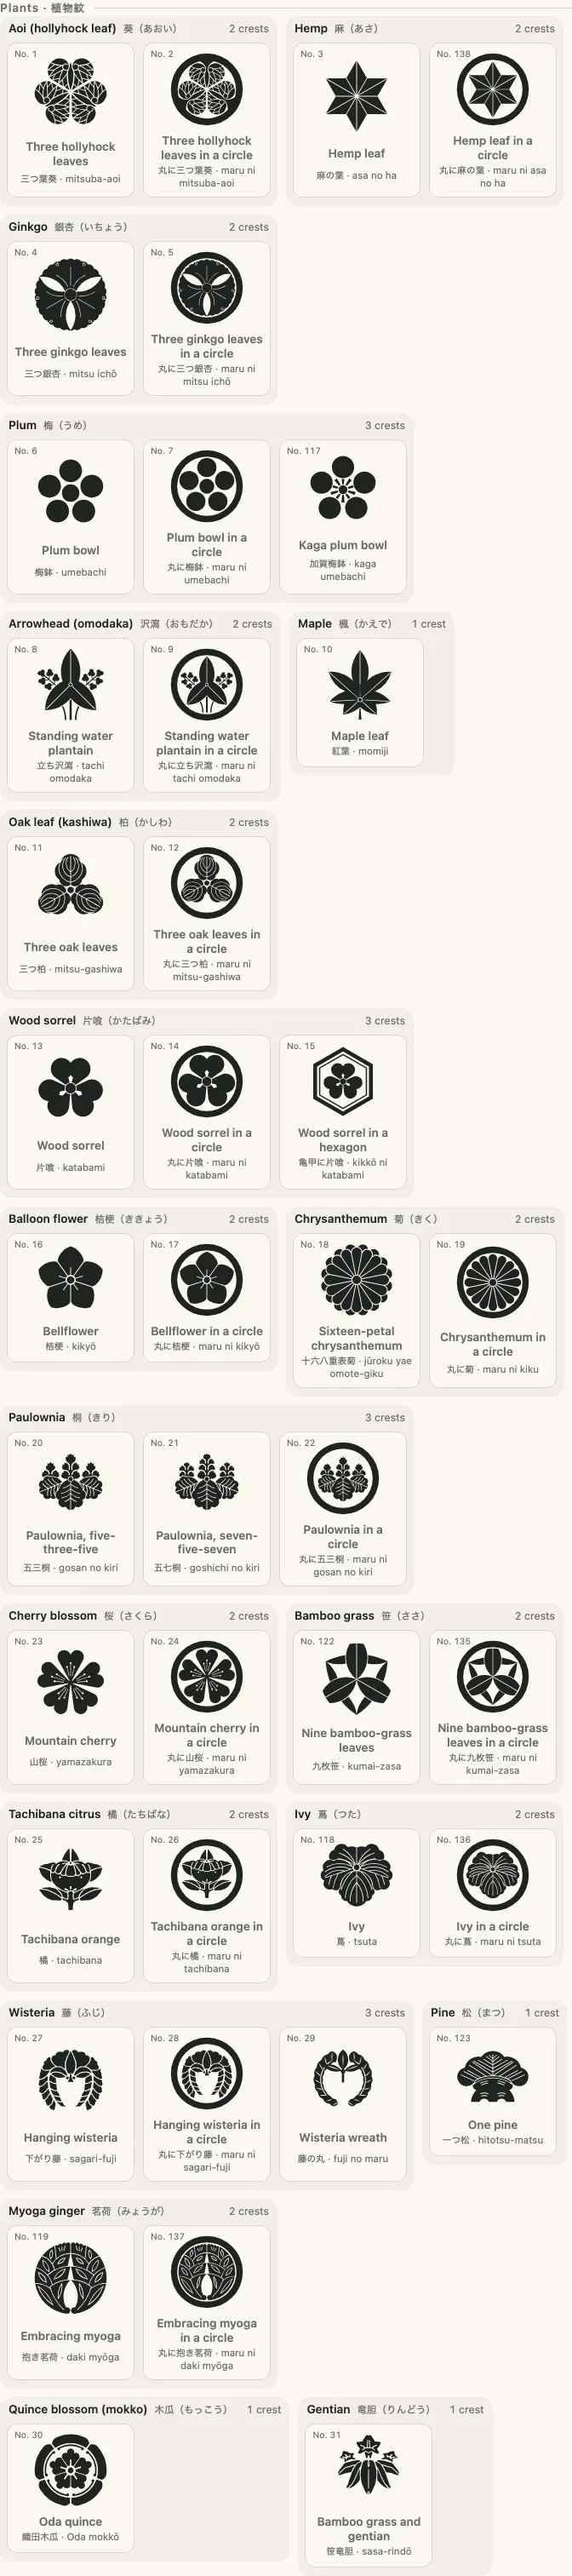 Plants · 植物紋
Aoi (hollyhock leaf) 葵（あおい） 2 crests
No. 1
Three hollyhock
leaves
三つ葉葵 · mitsuba-aoi
No. 2
Three hollyhock
leaves in a circle
丸に三つ葉葵 · maru ni
mitsuba-aoi
Hemp 麻（あさ） 2 crests
No. 3
Hemp leaf
麻の葉 · asa no ha
No. 138
Hemp leaf in a
circle
丸に麻の葉 · maru ni asa
no ha
Ginkgo 銀杏（いちょう） 2 crests
No. 4
Three ginkgo leaves
三つ銀杏 · mitsu ichō
No. 5
Three ginkgo leaves
in a circle
丸に三つ銀杏 · maru ni
mitsu ichō
Plum 梅（うめ） 3 crests
No. 6
Plum bowl
梅鉢 · umebachi
No. 7
Plum bowl in a
circle
丸に梅鉢 · maru ni
umebachi
No. 117
Kaga plum bowl
加賀梅鉢 · kaga
umebachi
Arrowhead (omodaka) 沢瀉（おもだか） 2 crests
No. 8
Standing water
plantain
立ち沢瀉 · tachi
omodaka
No. 9
Standing water
plantain in a circle
丸に立ち沢瀉 · maru ni
tachi omodaka
Maple 楓（かえで） 1 crest
No. 10
Maple leaf
紅葉 · momiji
Oak leaf (kashiwa) 柏（かしわ） 2 crests
No. 11
Three oak leaves
三つ柏 · mitsu-gashiwa
No. 12
Three oak leaves in
a circle
丸に三つ柏 · maru ni
mitsu-gashiwa
Wood sorrel 片喰（かたばみ） 3 crests
No. 13
Wood sorrel
片喰 · katabami
No. 14
Wood sorrel in a
circle
丸に片喰 · maru ni
katabami
No. 15
Wood sorrel in a
hexagon
亀甲に片喰 · kikkō ni
katabami
Balloon flower 桔梗（ききょう） 2 crests
No. 16
Bellflower
桔梗 · kikyō
No. 17
Bellflower in a circle
丸に桔梗 · maru ni kikyō
Chrysanthemum 菊（きく） 2 crests
No. 18
Sixteen-petal
chrysanthemum
十六八重表菊 · jūroku yae
omote-giku
No. 19
Chrysanthemum in
a circle
丸に菊 · maru ni kiku
Paulownia 桐（きり） 3 crests
No. 20
Paulownia, five-
three-five
五三桐 · gosan no kiri
No. 21
Paulownia, seven-
five-seven
五七桐 · goshichi no kiri
No. 22
Paulownia in a
circle
丸に五三桐 · maru ni
gosan no kiri
Cherry blossom 桜（さくら） 2 crests
No. 23
Mountain cherry
山桜 · yamazakura
No. 24
Mountain cherry in
a circle
丸に山桜 · maru ni
yamazakura
Bamboo grass 笹（ささ） 2 crests
No. 122
Nine bamboo-grass
leaves
九枚笹 · kumai-zasa
No. 135
Nine bamboo-grass
leaves in a circle
丸に九枚笹 · maru ni
kumai-zasa
Tachibana citrus 橘（たちばな） 2 crests
No. 25
Tachibana orange
橘 · tachibana
No. 26
Tachibana orange in
a circle
丸に橘 · maru ni
tachibana
Ivy 蔦（つた） 2 crests
No. 118
Ivy
蔦 · tsuta
No. 136
Ivy in a circle
丸に蔦 · maru ni tsuta
Wisteria 藤（ふじ） 3 crests
No. 27
Hanging wisteria
下がり藤 · sagari-fuji
No. 28
Hanging wisteria in
a circle
丸に下がり藤 · maru ni
sagari-fuji
No. 29
Wisteria wreath
藤の丸 · fuji no maru
Pine 松（まつ） 1 crest
No. 123
One pine
一つ松 · hitotsu-matsu
Myoga ginger 茗荷（みょうが） 2 crests
No. 119
Embracing myoga
抱き茗荷 · daki myōga
No. 137
Embracing myoga
in a circle
丸に抱き茗荷 · maru ni
daki myōga
Quince blossom (mokko) 木瓜（もっこう） 1 crest
No. 30
Oda quince
織田木瓜 · Oda mokkō
Gentian 竜胆（りんどう） 1 crest
No. 31
Bamboo grass and
gentian
笹竜胆 · sasa-rindō